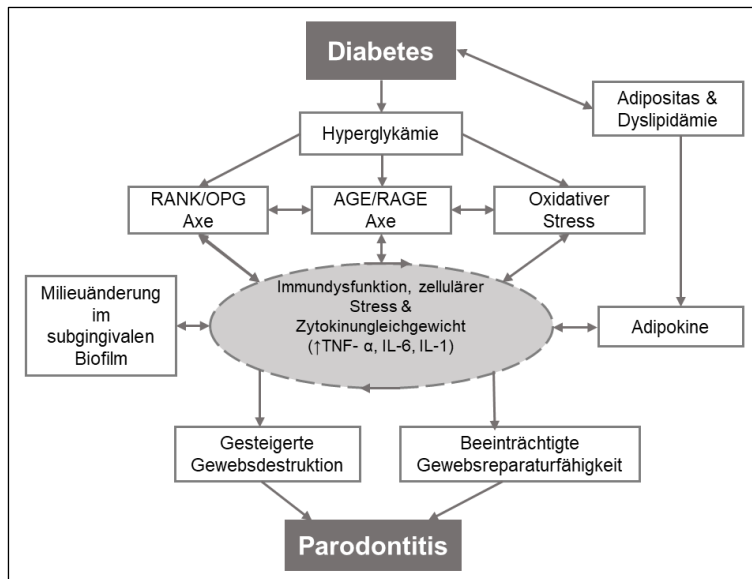 Diabetes
Adipositas &
Dyslipidämie
Hyperglykämie
RANK/OPG
Axe
AGE/RAGE
Axe
Oxidativer
Stress
Immundysfunktion, zellulärer
Stress &
Zytokinungleichgewicht
(↑TNF- α, IL-6, IL-1)
Milieuänderung
im
subgingivalen
Biofilm
Adipokine
Gesteigerte
Gewebsdestruktion
Beeinträchtigte
Gewebsreparaturfähigkeit
Parodontitis